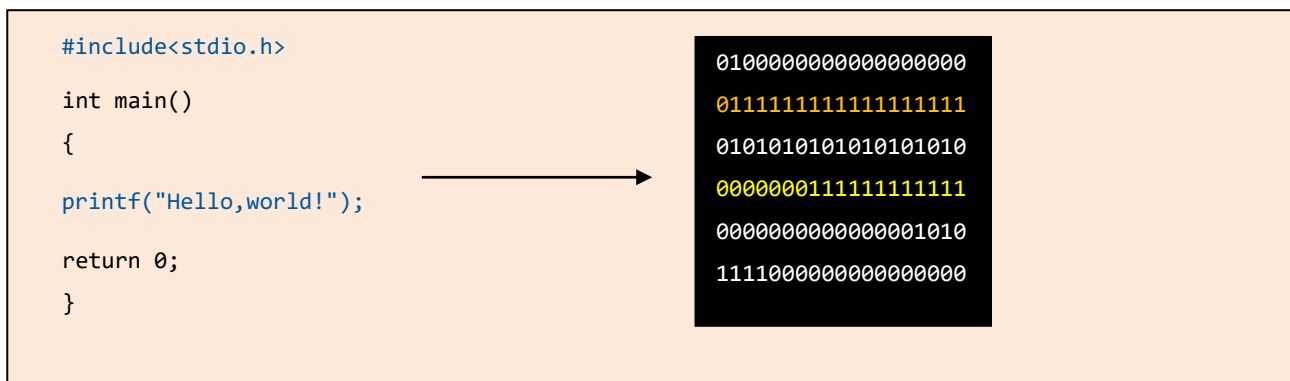 #include<stdio.h>
int main()
{
printf("Hello,world!");
return 0;
}
0100000000000000000
0111111111111111111
0101010101010101010
0000000111111111111
0000000000000001010
1111000000000000000